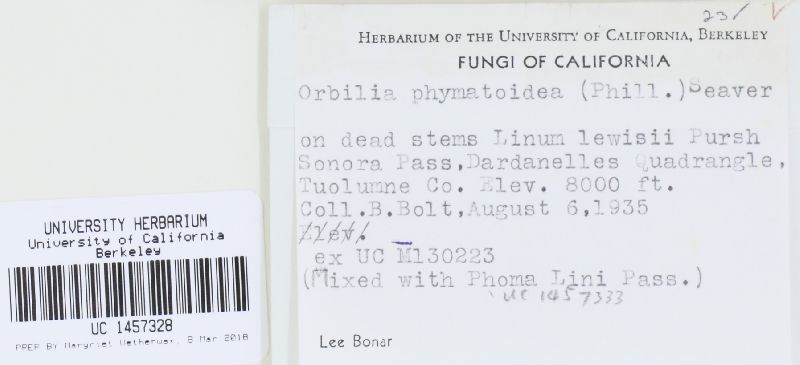 23
HERBARIUM OF THE UNIVERSITY OF CALIFORNIA, BERKELEY
FUNGI OF CALIFORNIA
Orbilia phymatoidea (Phill.)Seaver
on dead stems Linum lewisii Pursh
Sonora Pass,Dardanelles Quadrangle,
Tuolumne Co. Elev. 8000 ft.
Coll.B.Bolt,August 6,1935
ex UC M130223
(Mixed with Phoma Lini Pass.)
UC 1457333
Lee Bonar
UNIVERSITY HERBARIUM
University of California
Berkeley
UC 1457328
PREP BY Margriet Wetherwax, 8 Mar 2018